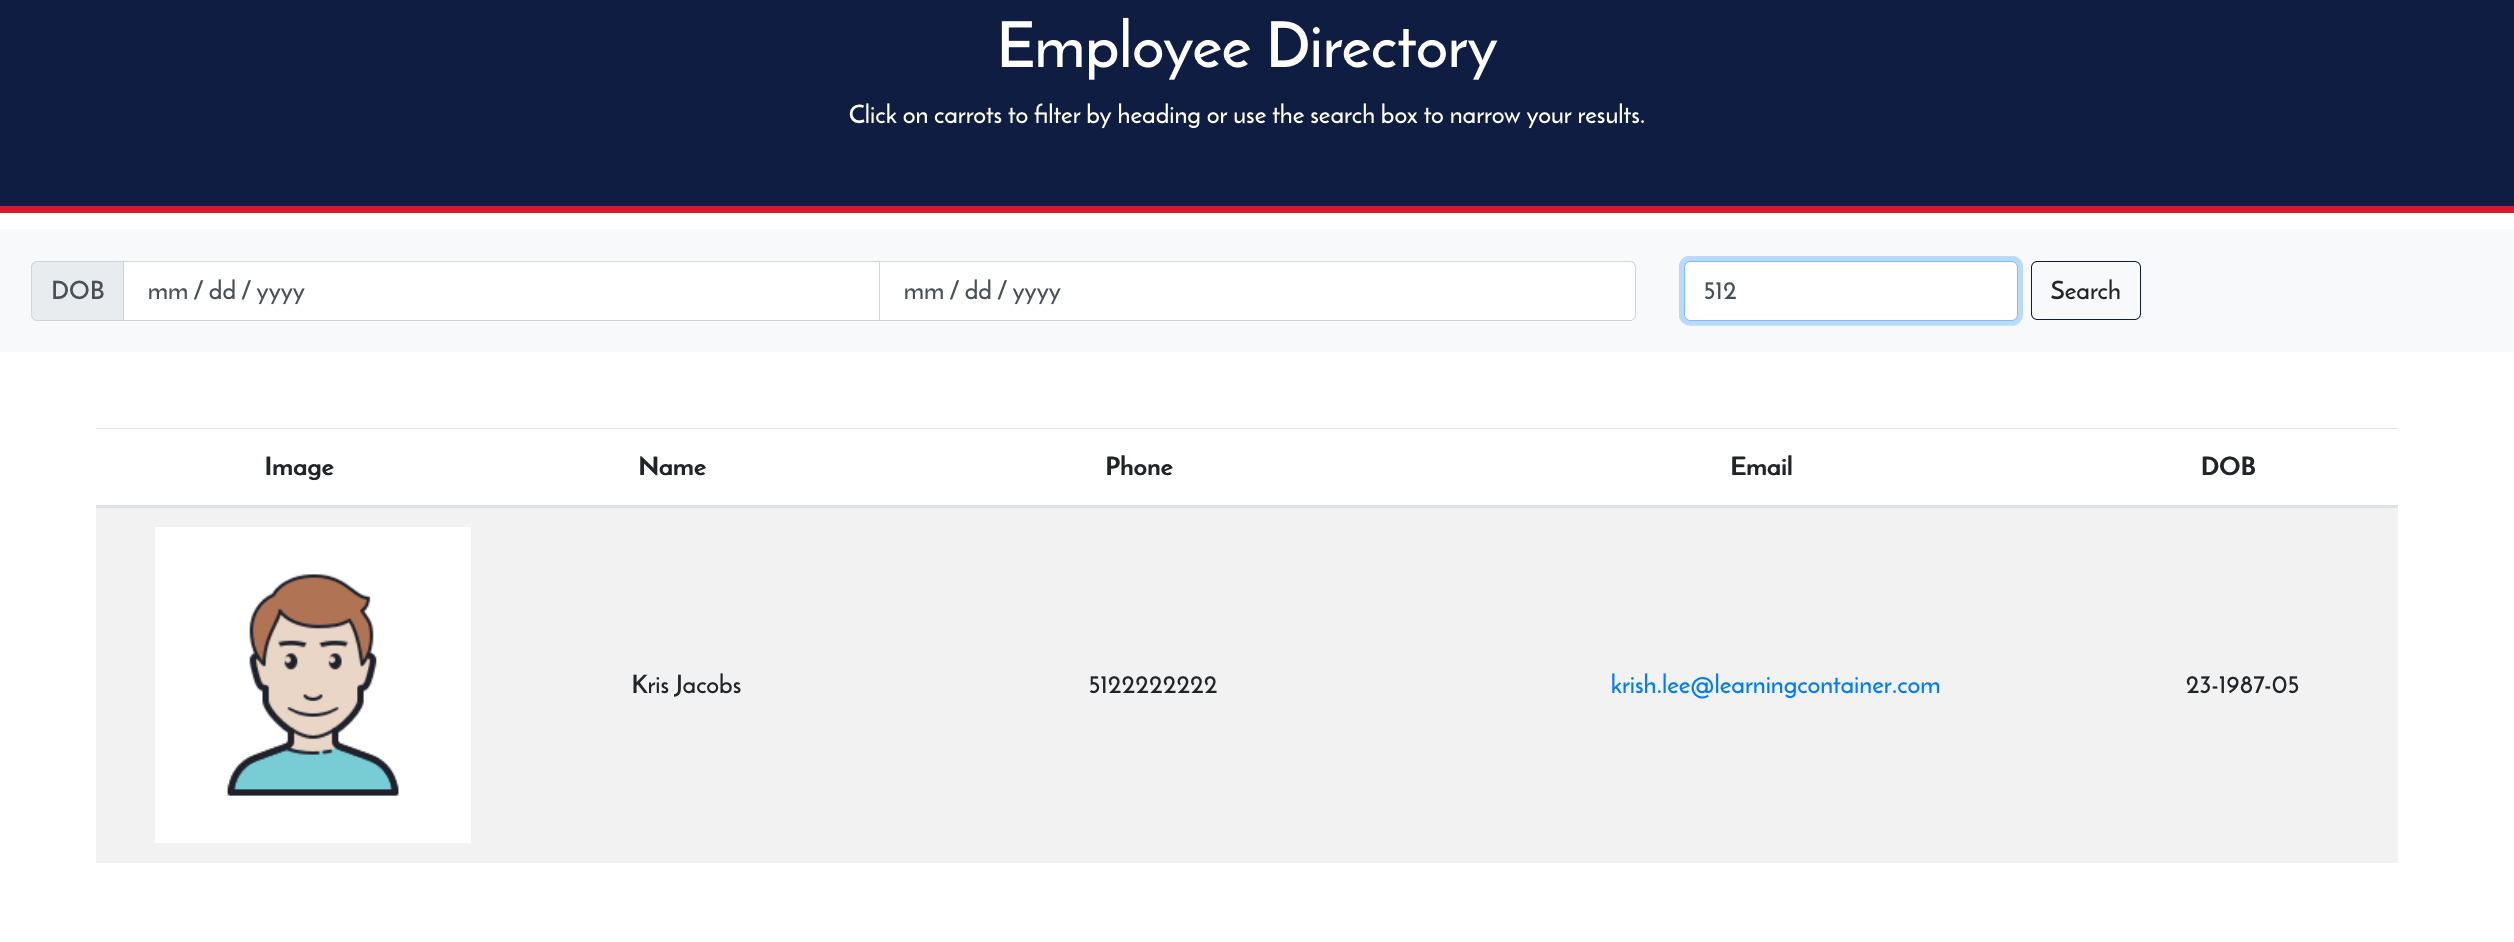 Employee Directory
Click on carrots to filter by heading or use the search box to narrow your results.
DOB mm / dd / yyyy mm / dd / yyyy 512 Search
Image Name Phone Email DOB
Kris Jacobs 5122222222 krish.lee@learningcontainer.com 23-1987-05